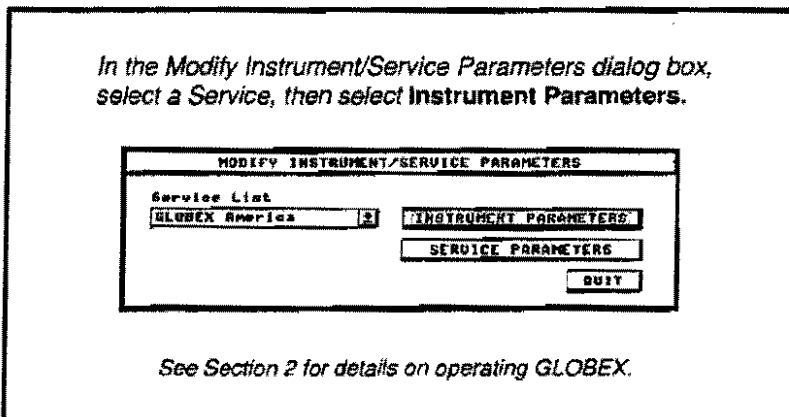 In the Modify Instrument/Service Parameters dialog box,
select a Service, then select Instrument Parameters.
MODIFY INSTRUMENT/SERVICE PARAMETERS
Service List
GLOBEX America
INSTRUMENT PARAMETERS
SERVICE PARAMETERS
QUIT
See Section 2 for details on operating GLOBEX.